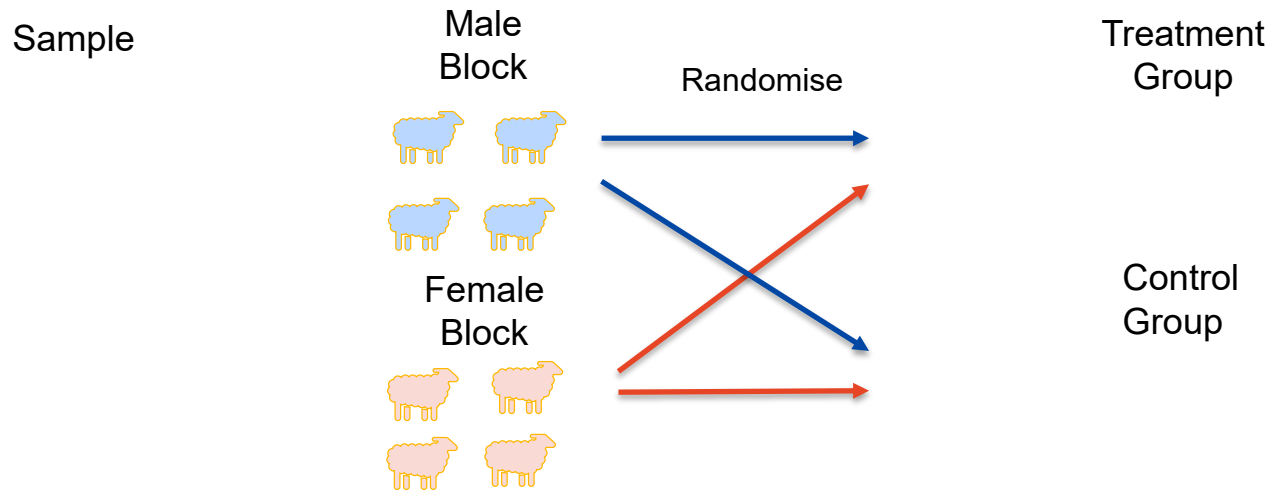 Sample
Male
Block
Randomise
Treatment
Group
Female
Block
Control
Group